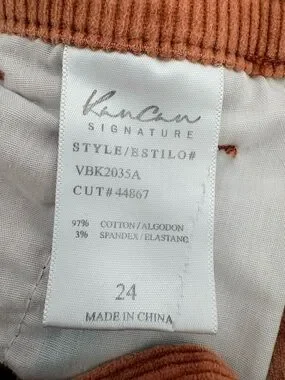 KanCan
SIGNATURE
STYLE/ESTILO#
VBK2035A
CUT#44867
97% COTTON/ALGODON
3% SPANDEX/ELASTANO
24
MADE IN CHINA